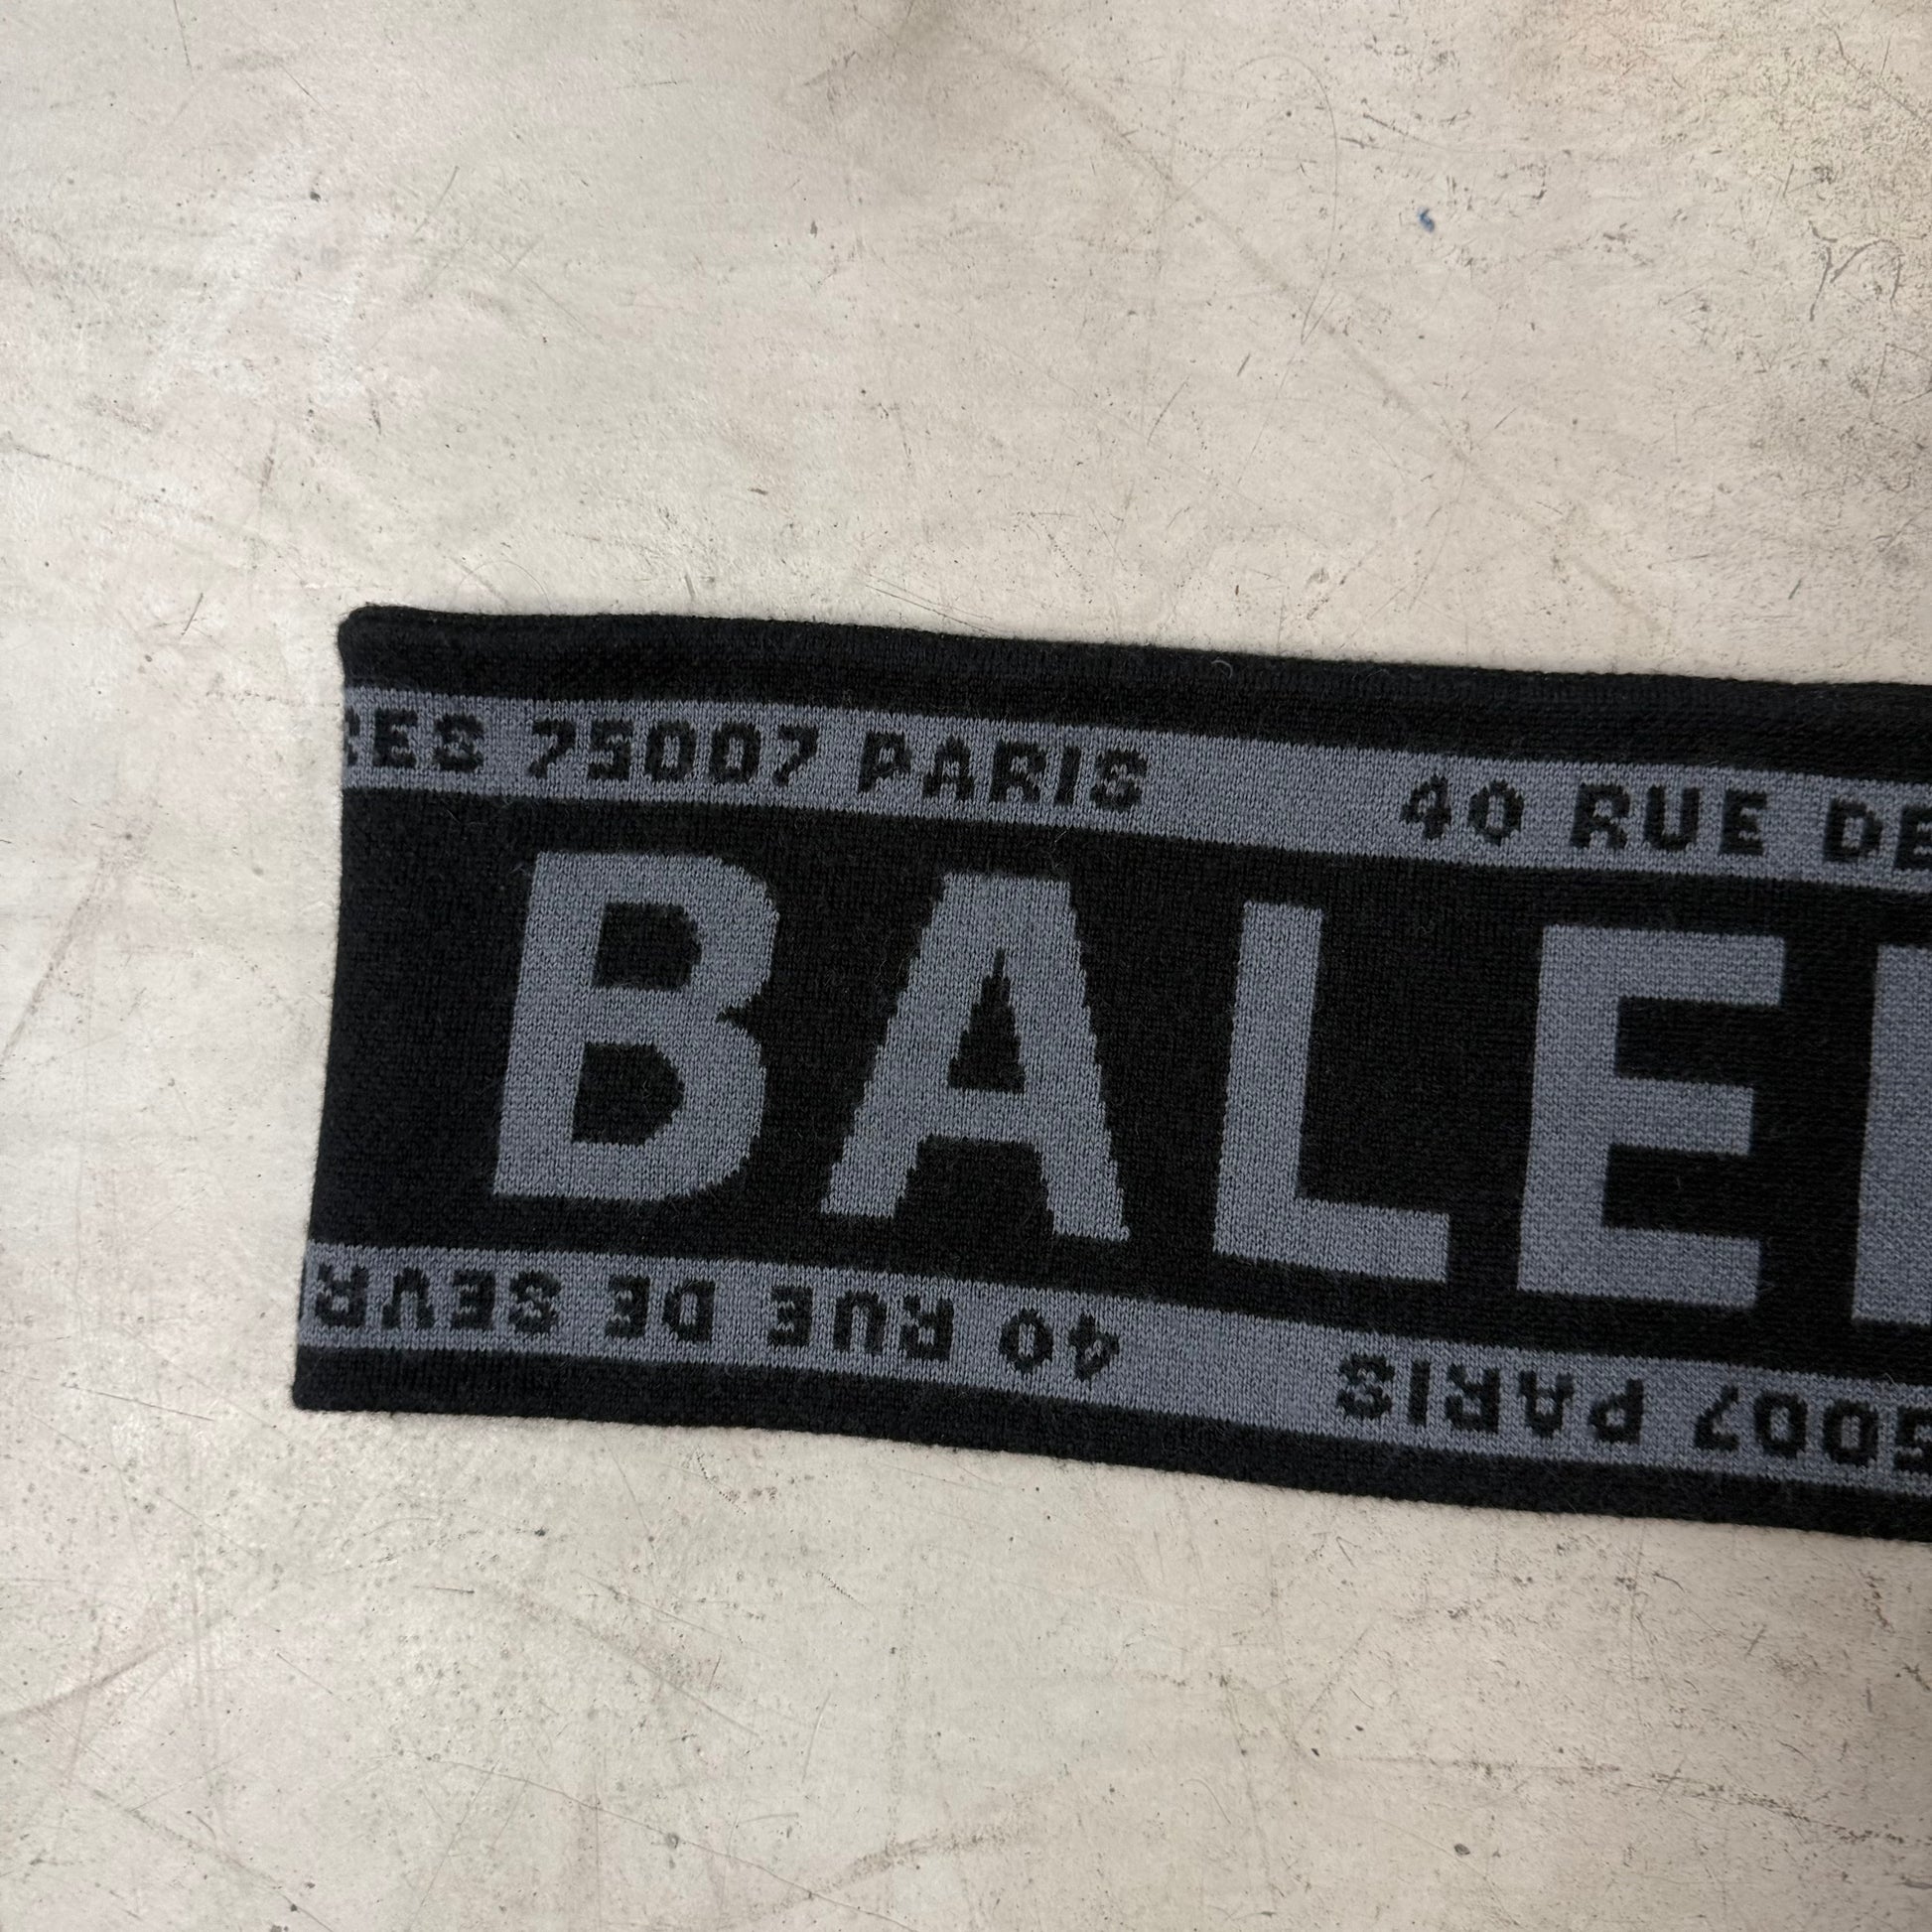 RES 75007 PARIS 40 RUE DE
BALE
5007 PARIS 40 RUE DE SEVR